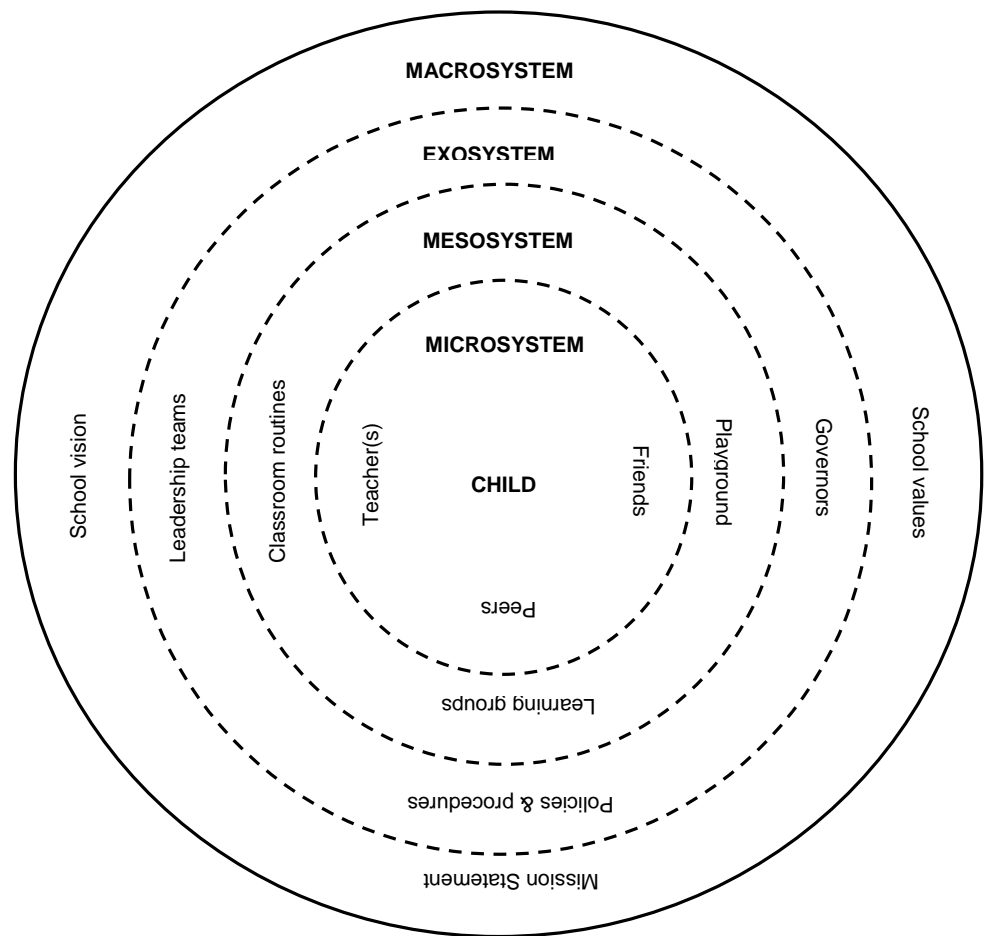 MACROSYSTEM
EXOSYSTEM
MESOSYSTEM
MICROSYSTEM
School vision
Leadership teams
Classroom routines
Teacher(s)
CHILD
Friends
Playground
Governors
School values
Peers
Learning groups
Policies & procedures
Mission Statement